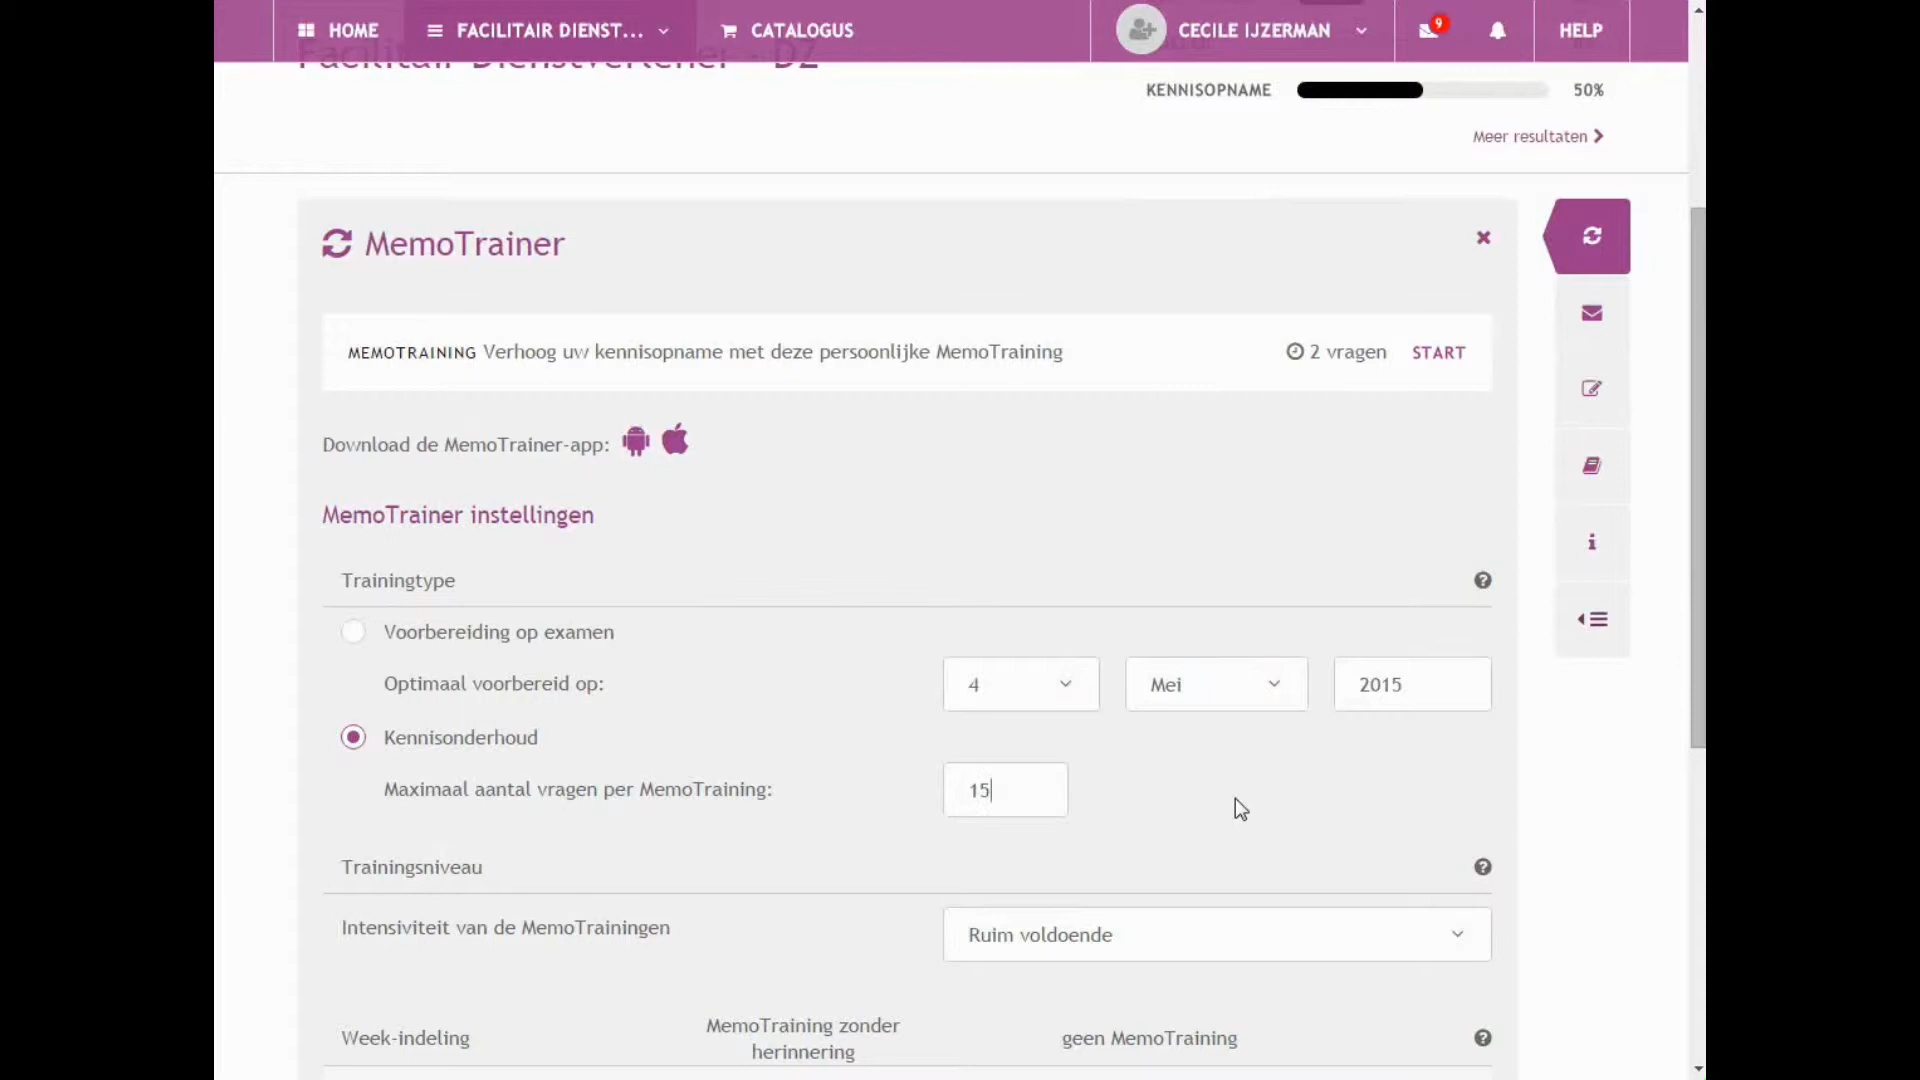 HOME
FACILITAIR DIENST...
CATALOGUS
CECILE IJZERMAN
9
HELP
Facilitair Dienstverlener - DZ
KENNISOPNAME
50%
Meer resultaten
MemoTrainer
MEMOTRAINING Verhoog uw kennisopname met deze persoonlijke MemoTraining
2 vragen
START
Download de MemoTrainer-app:
MemoTrainer instellingen
Trainingtype
Voorbereiding op examen
Optimaal voorbereid op:
4
Mei
2015
Kennisonderhoud
Maximaal aantal vragen per MemoTraining:
15
Trainingsniveau
Intensiviteit van de MemoTrainingen
Ruim voldoende
Week-indeling
MemoTraining zonder
herinnering
geen MemoTraining